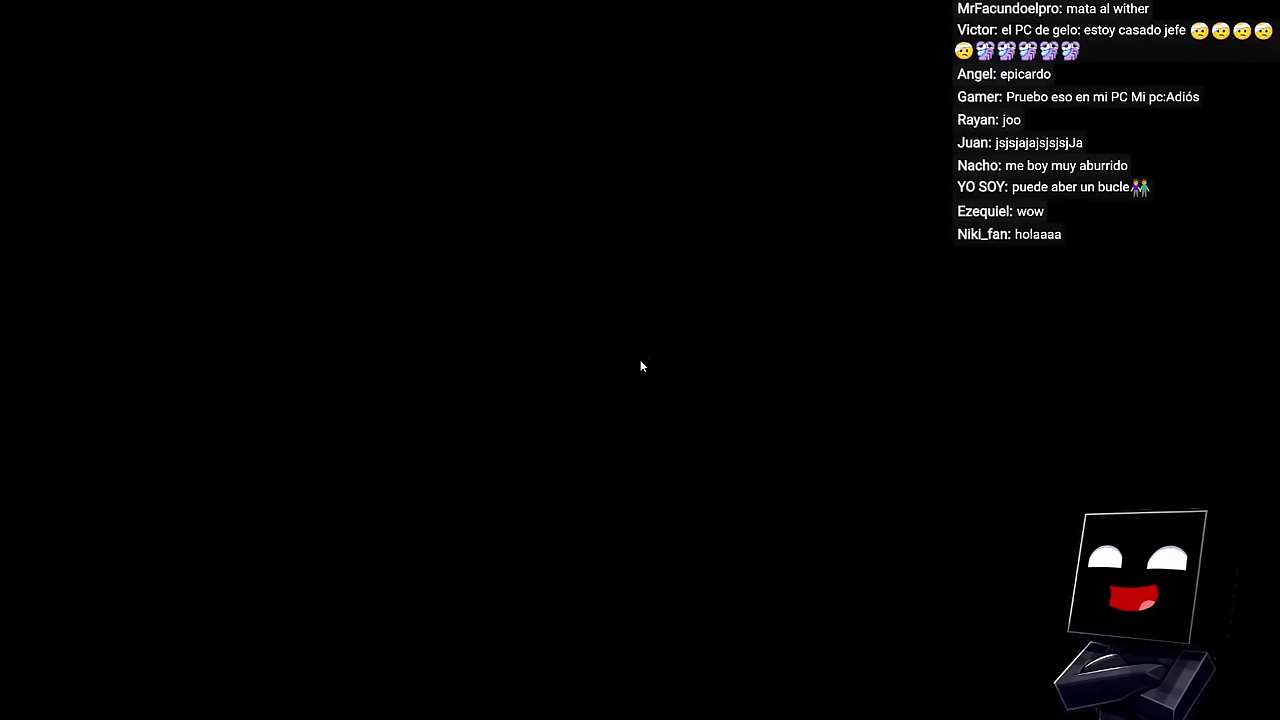 MrFacundoelpro: mata al wither
Victor: el PC de gelo: estoy casado jefe 🤕🤕🤕🤕
🤕
Angel: epicardo
Gamer: Pruebo eso en mi PC Mi pc:Adiós
Rayan: joo
Juan: jsjsjajajsjsjsjJa
Nacho: me boy muy aburrido
YO SOY: puede aber un bucle👫
Ezequiel: wow
Niki_fan: holaaaa